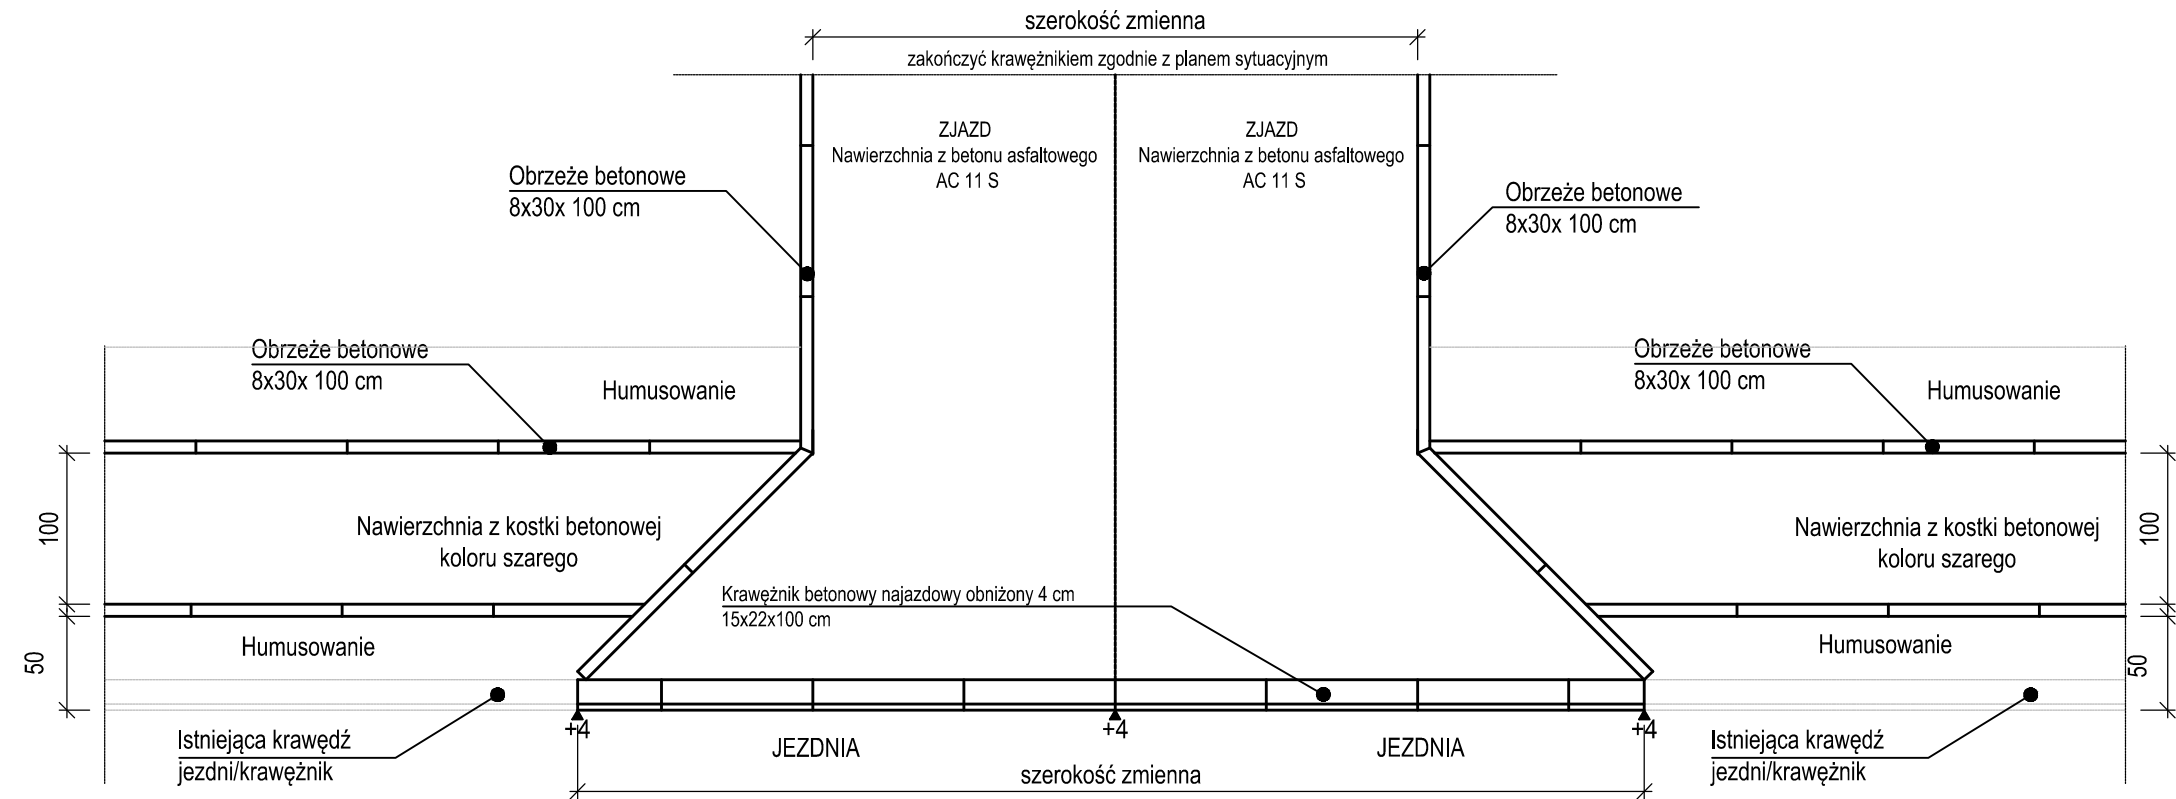 szerokość zmienna
zakończyć krawężnikiem zgodnie z planem sytuacyjnym
ZJAZD
Nawierzchnia z betonu asfaltowego
AC 11 S
ZJAZD
Nawierzchnia z betonu asfaltowego
AC 11 S
Obrzeże betonowe
8x30x 100 cm
Obrzeże betonowe
8x30x 100 cm
Obrzeże betonowe
8x30x 100 cm
Humusowanie
Obrzeże betonowe
8x30x 100 cm
Humusowanie
100
Nawierzchnia z kostki betonowej
koloru szarego
Nawierzchnia z kostki betonowej
koloru szarego
100
Krawężnik betonowy najazdowy obniżony 4 cm
15x22x100 cm
50
Humusowanie
Humusowanie
50
+4
+4
+4
Istniejąca krawędź
jezdni/krawężnik
JEZDNIA
JEZDNIA
Istniejąca krawędź
jezdni/krawężnik
szerokość zmienna